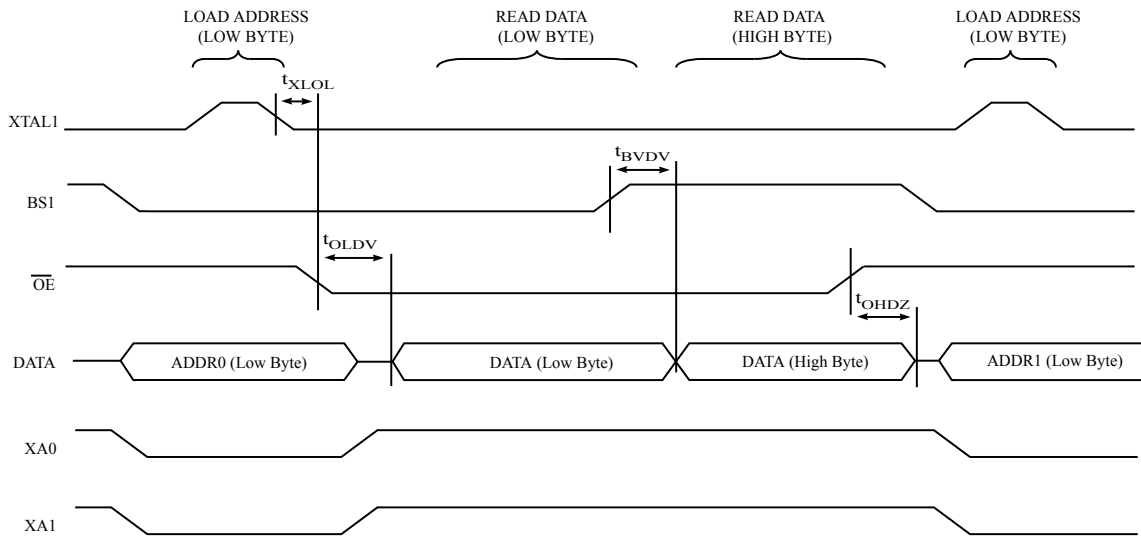 LOAD ADDRESS
(LOW BYTE)
READ DATA
(LOW BYTE)
READ DATA
(HIGH BYTE)
LOAD ADDRESS
(LOW BYTE)
tXLOL
XTAL1
tBVDV
BS1
tOLDV
OE
tOHDZ
DATA
ADDR0 (Low Byte)
DATA (Low Byte)
DATA (High Byte)
ADDR1 (Low Byte)
XA0
XA1